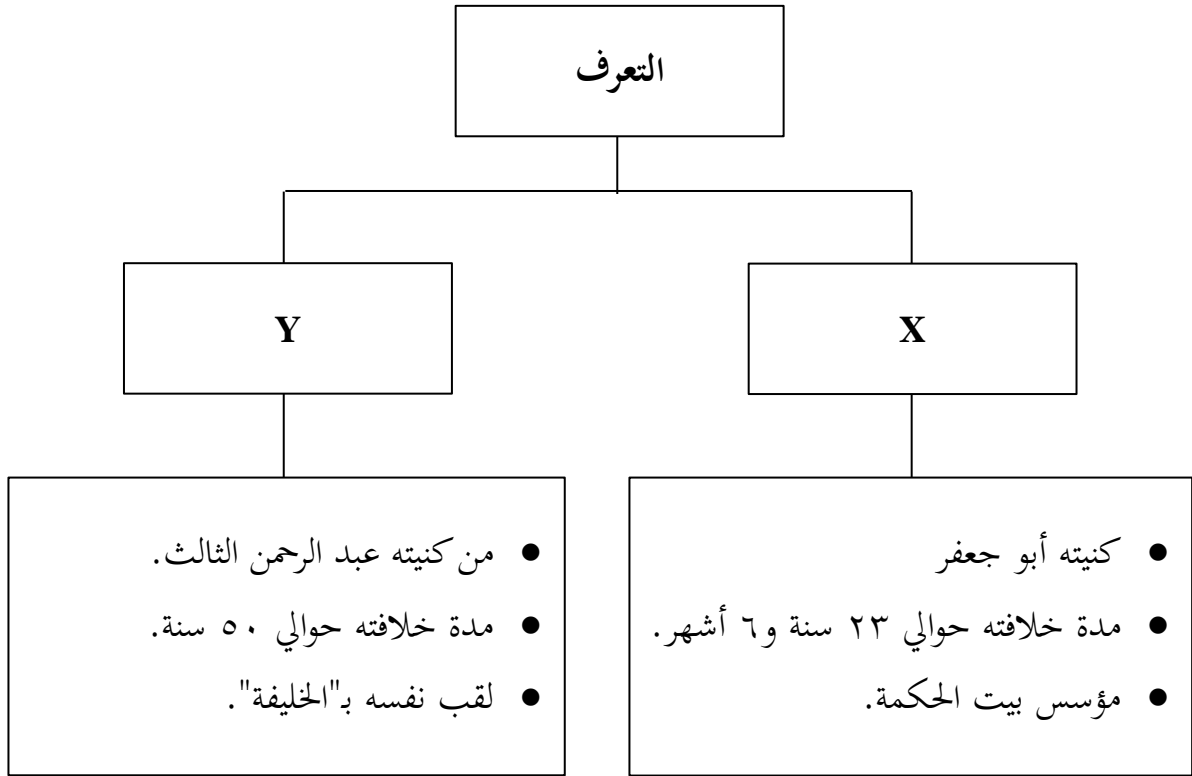 التعرف
X
Y
● كنيته أبو جعفر
● مدة خلافته حوالي ٢٣ سنة و٦ أشهر.
● مؤسس بيت الحكمة.
● من كنيته عبد الرحمن الثالث.
● مدة خلافته حوالي ٥٠ سنة.
● لقب نفسه بـ"الخليفة".